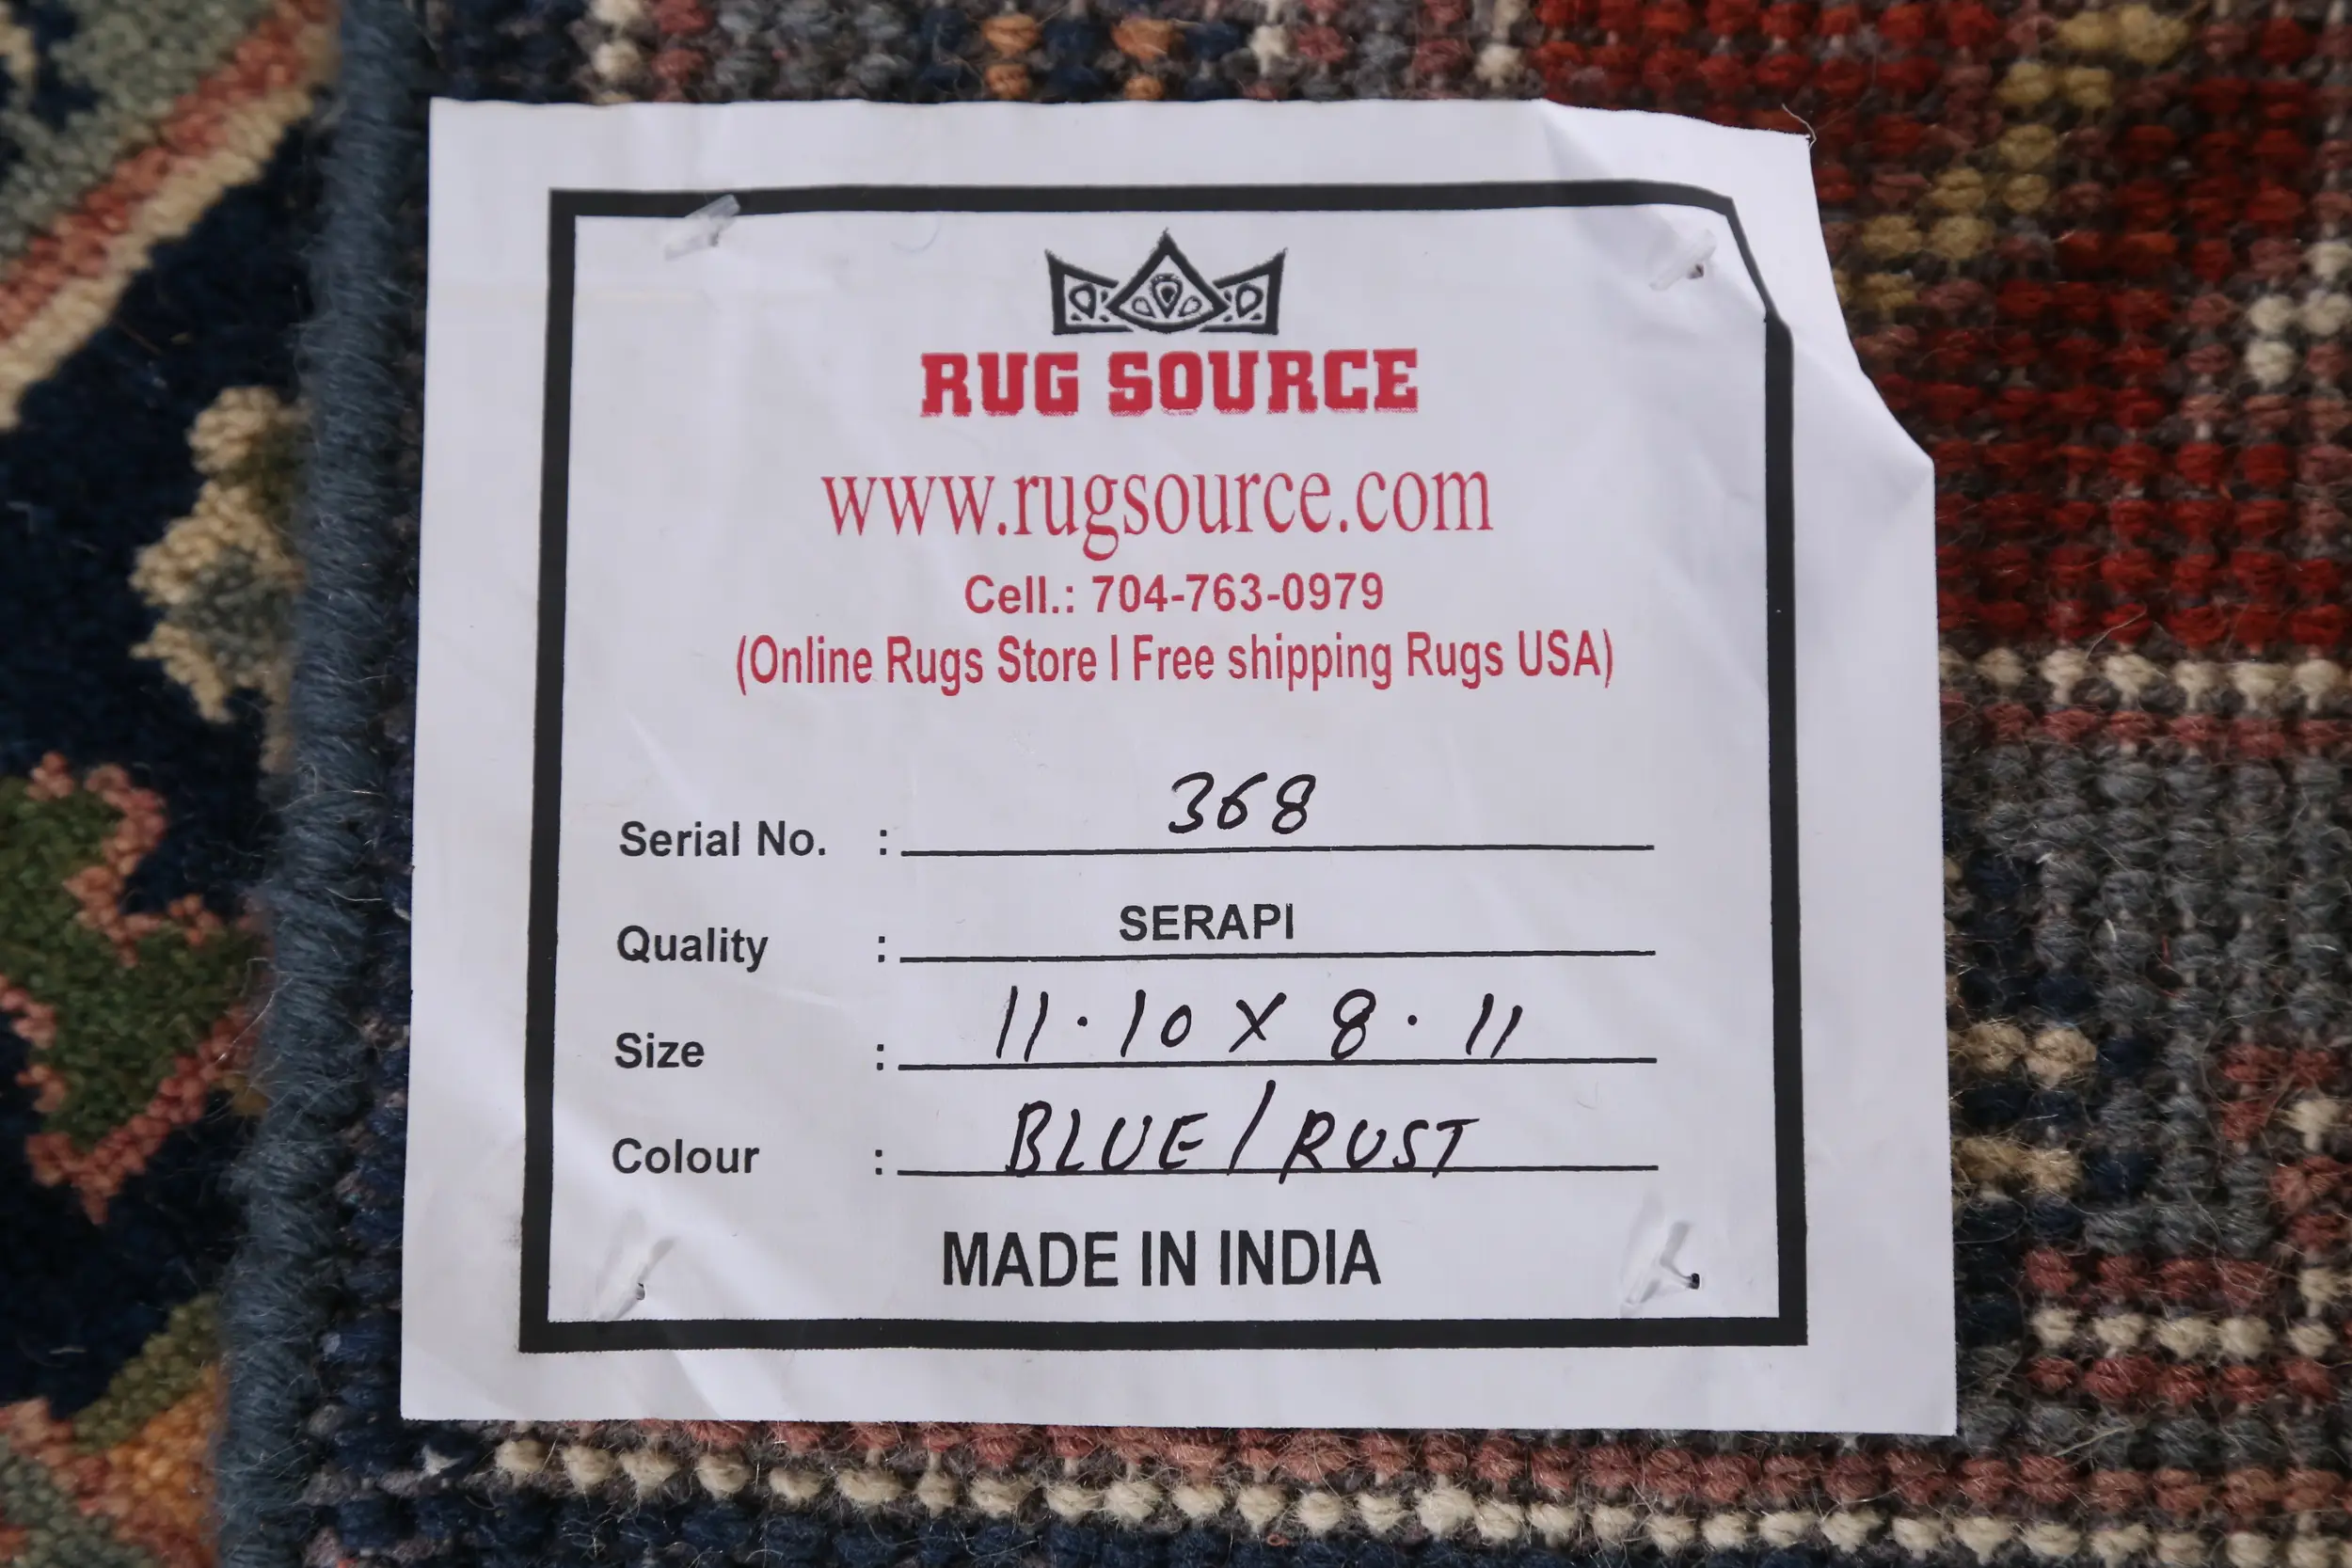 RUG SOURCE
www.rugsource.com
Cell.: 704-763-0979
(Online Rugs Store | Free shipping Rugs USA)
Serial No. : 368
Quality : SERAPI
Size : 11.10 X 8.11
Colour : BLUE/RUST
MADE IN INDIA